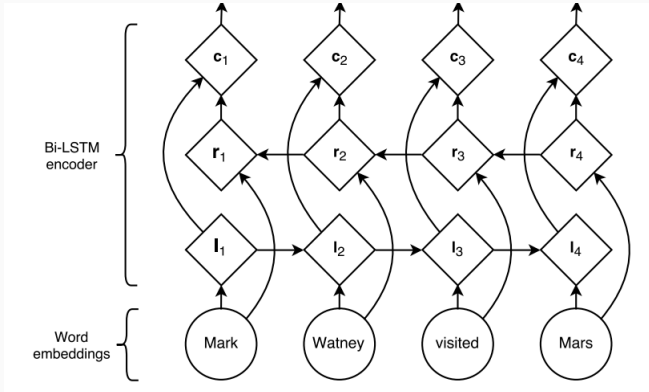 c1 c2 c3 c4
Bi-LSTM
encoder
r1 r2 r3 r4
l1 l2 l3 l4
Word
embeddings
Mark Watney visited Mars